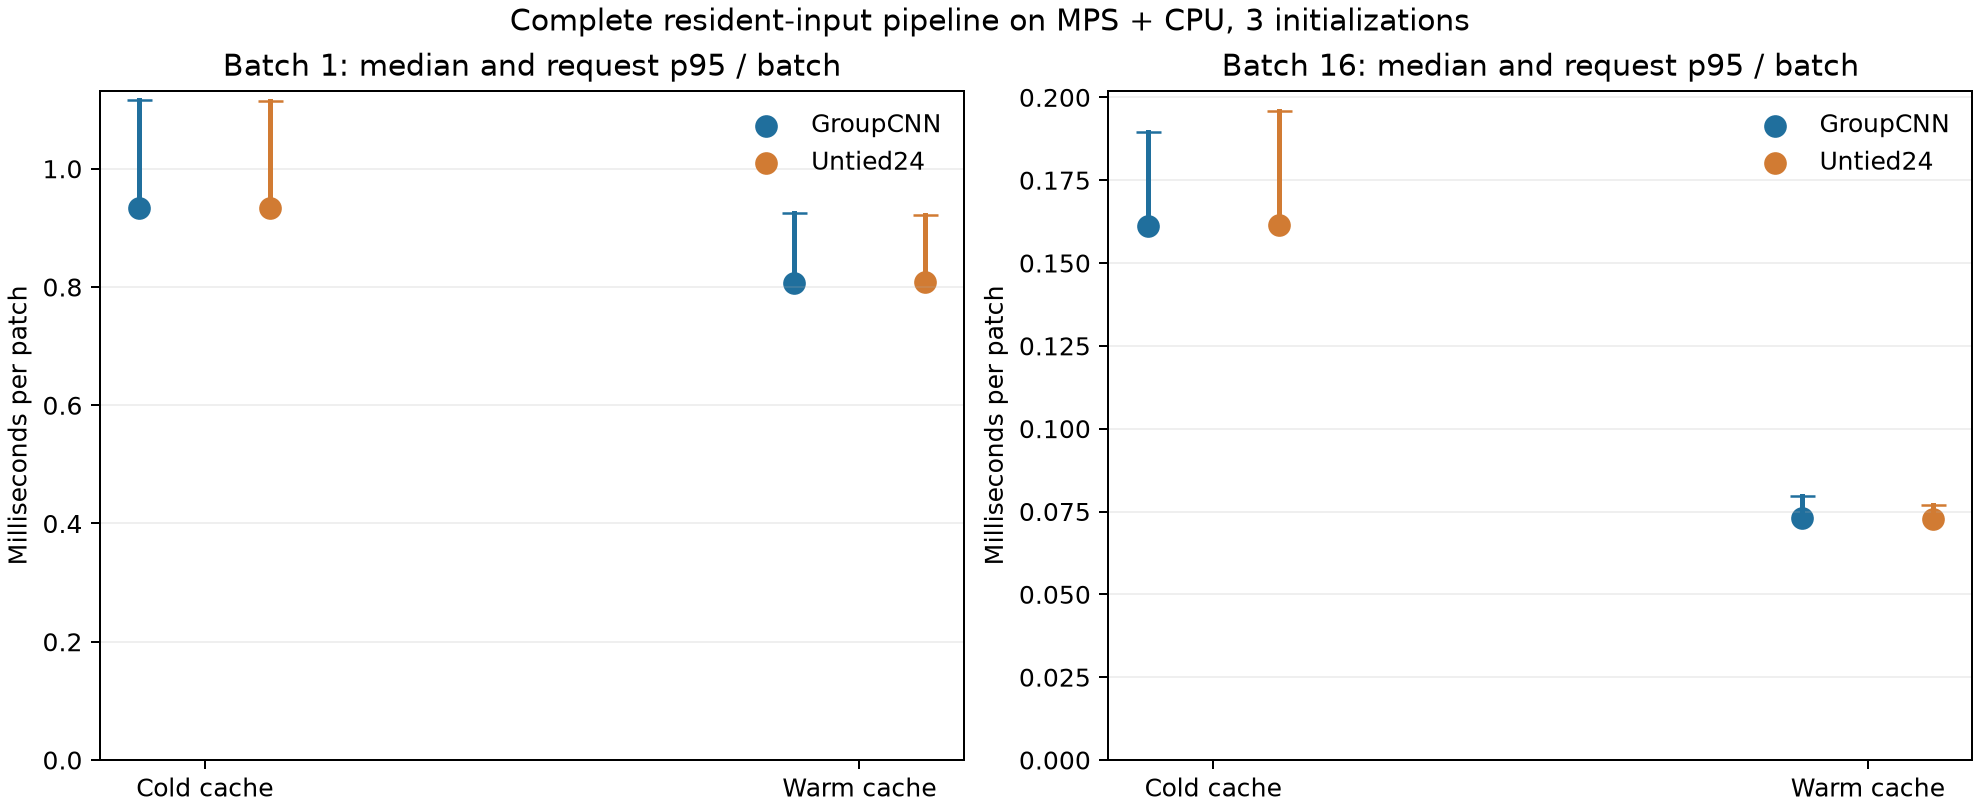 Complete resident-input pipeline on MPS + CPU, 3 initializations
Batch 1: median and request p95 / batch
Milliseconds per patch
1.0
0.8
0.6
0.4
0.2
0.0
Cold cache
Warm cache
GroupCNN
Untied24
Batch 16: median and request p95 / batch
Milliseconds per patch
0.200
0.175
0.150
0.125
0.100
0.075
0.050
0.025
0.000
Cold cache
Warm cache
GroupCNN
Untied24